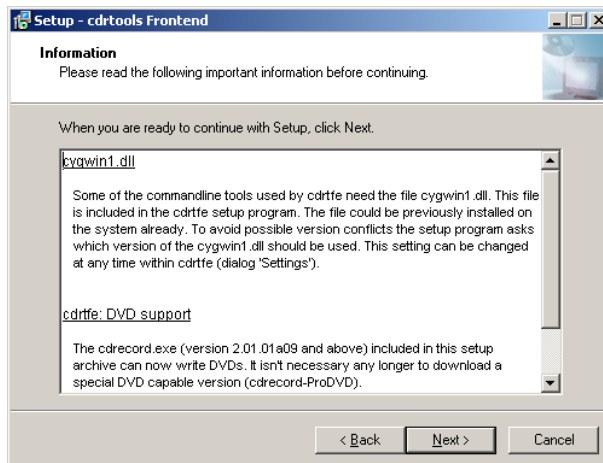 Setup - cdrtools Frontend
Information
Please read the following important information before continuing.
When you are ready to continue with Setup, click Next.
cygwin1.dll
Some of the commandline tools used by cdrtfe need the file cygwin1.dll. This file
is included in the cdrtfe setup program. The file could be previously installed on
the system already. To avoid possible version conflicts the setup program asks
which version of the cygwin1.dll should be used. This setting can be changed
at any time within cdrtfe (dialog 'Settings').
cdrtfe: DVD support
The cdrecord.exe (version 2.01.01a09 and above) included in this setup
archive can now write DVDs. It isn't necessary any longer to download a
special DVD capable version (cdrecord-ProDVD).
< Back
Next >
Cancel